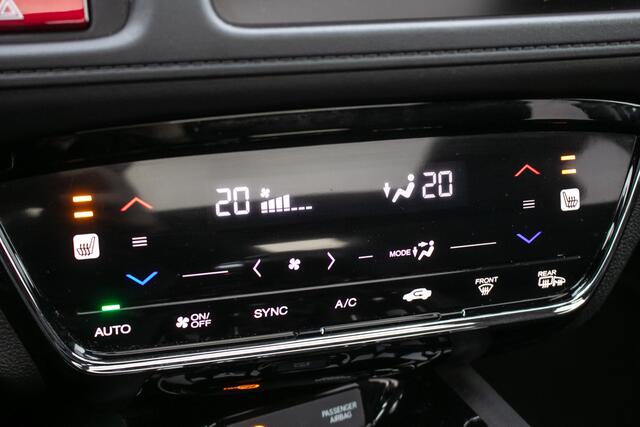 20 20
MODE
AUTO ON/OFF SYNC A/C FRONT REAR
PASSENGER
AIRBAG